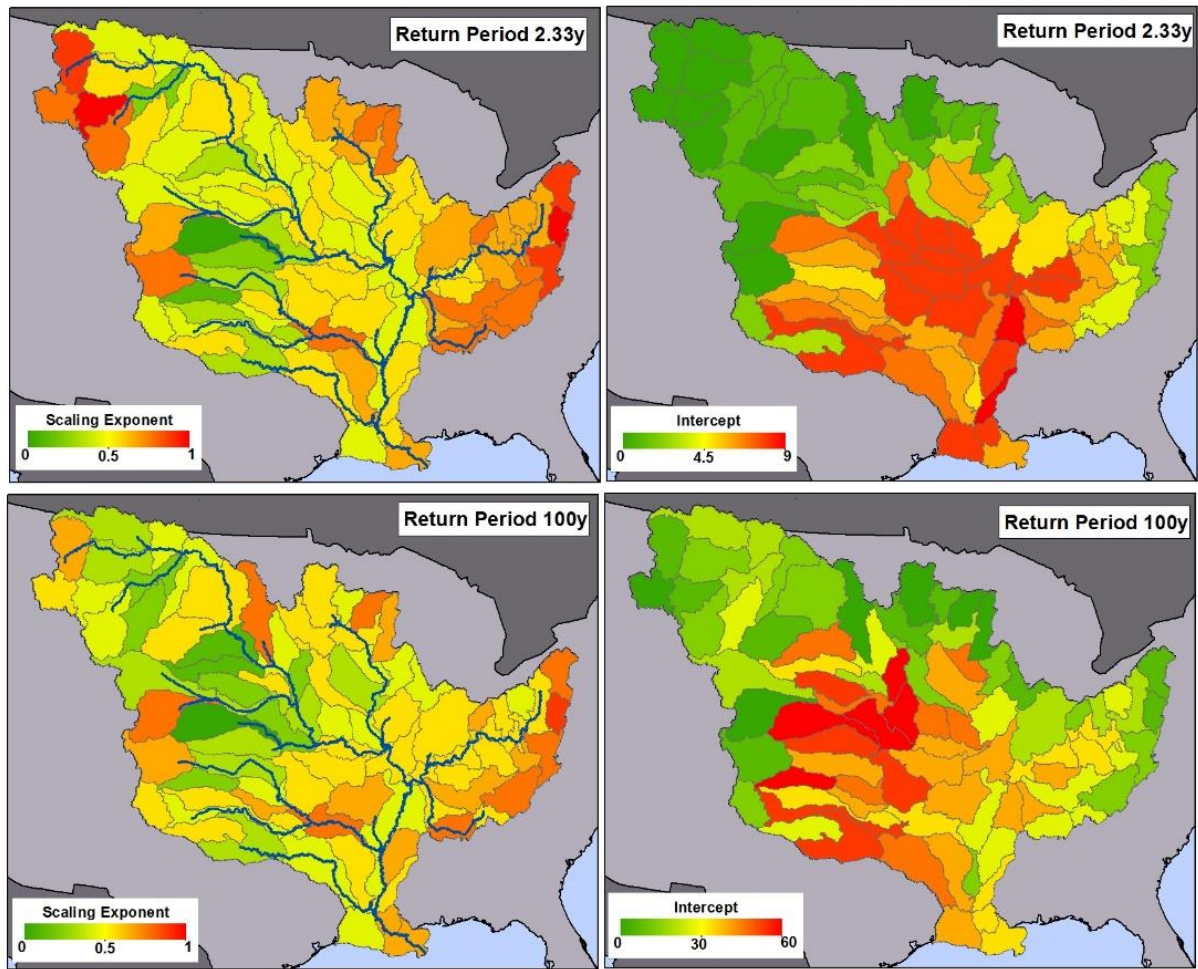 Return Period 2.33y
Scaling Exponent
0 0.5 1
Return Period 2.33y
Intercept
0 4.5 9
Return Period 100y
Scaling Exponent
0 0.5 1
Return Period 100y
Intercept
0 30 60